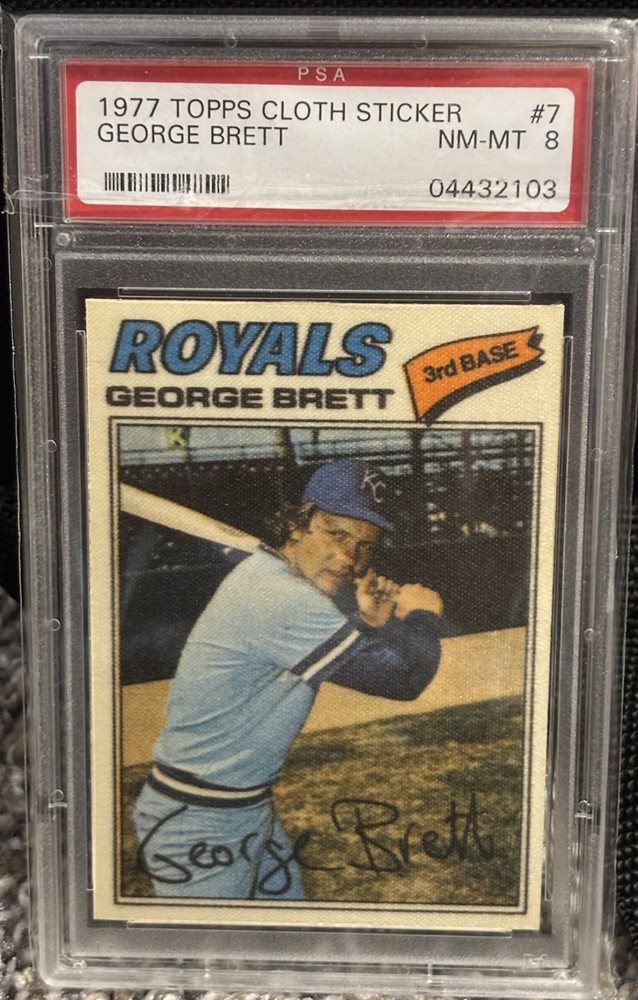 PSA
1977 TOPPS CLOTH STICKER #7
GEORGE BRETT NM-MT 8
04432103
ROYALS
GEORGE BRETT
3rd BASE
KC
George Brett